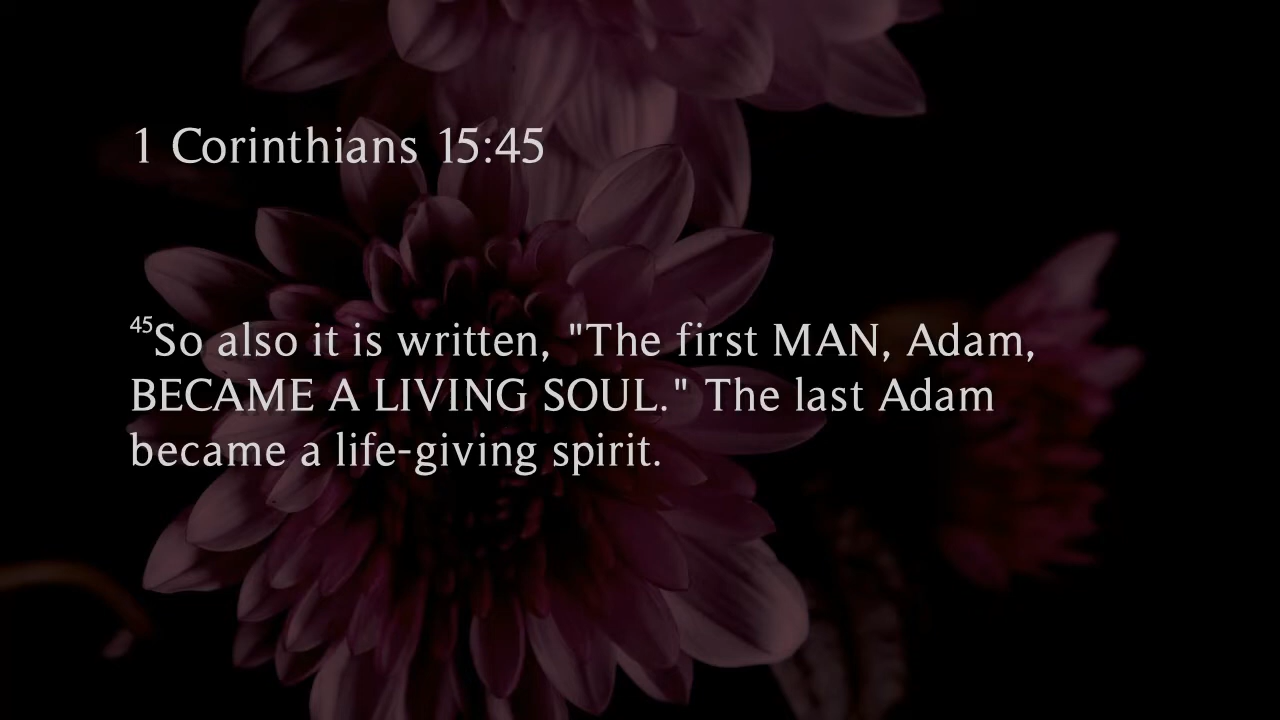 1 Corinthians 15:45
45So also it is written, "The first MAN, Adam,
BECAME A LIVING SOUL." The last Adam
became a life-giving spirit.